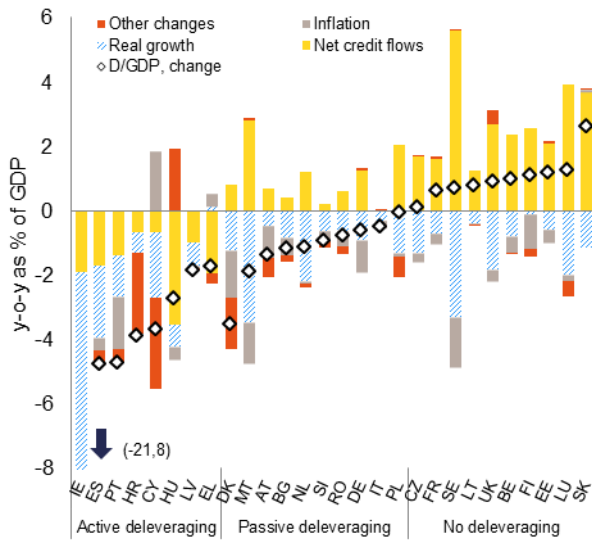 Other changes
Inflation
Real growth
Net credit flows
D/GDP, change
y-o-y as % of GDP
6
4
2
0
-2
-4
-6
-8
(-21,8)
IE ES PT HR CY HU LV EL DK MT AT BG NL SI RO DE IT PL CZ FR SE LT UK BE FI EE LU SK
Active deleveraging Passive deleveraging No deleveraging